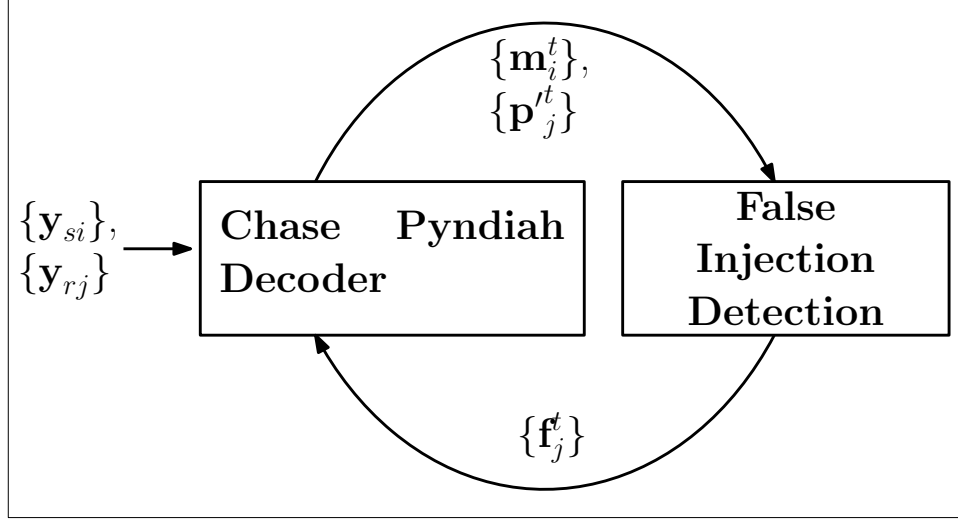 {m_i^t},
{p'_j^t}
{y_si},
{y_rj}
Chase Pyndiah
Decoder
False
Injection
Detection
{f_j^t}